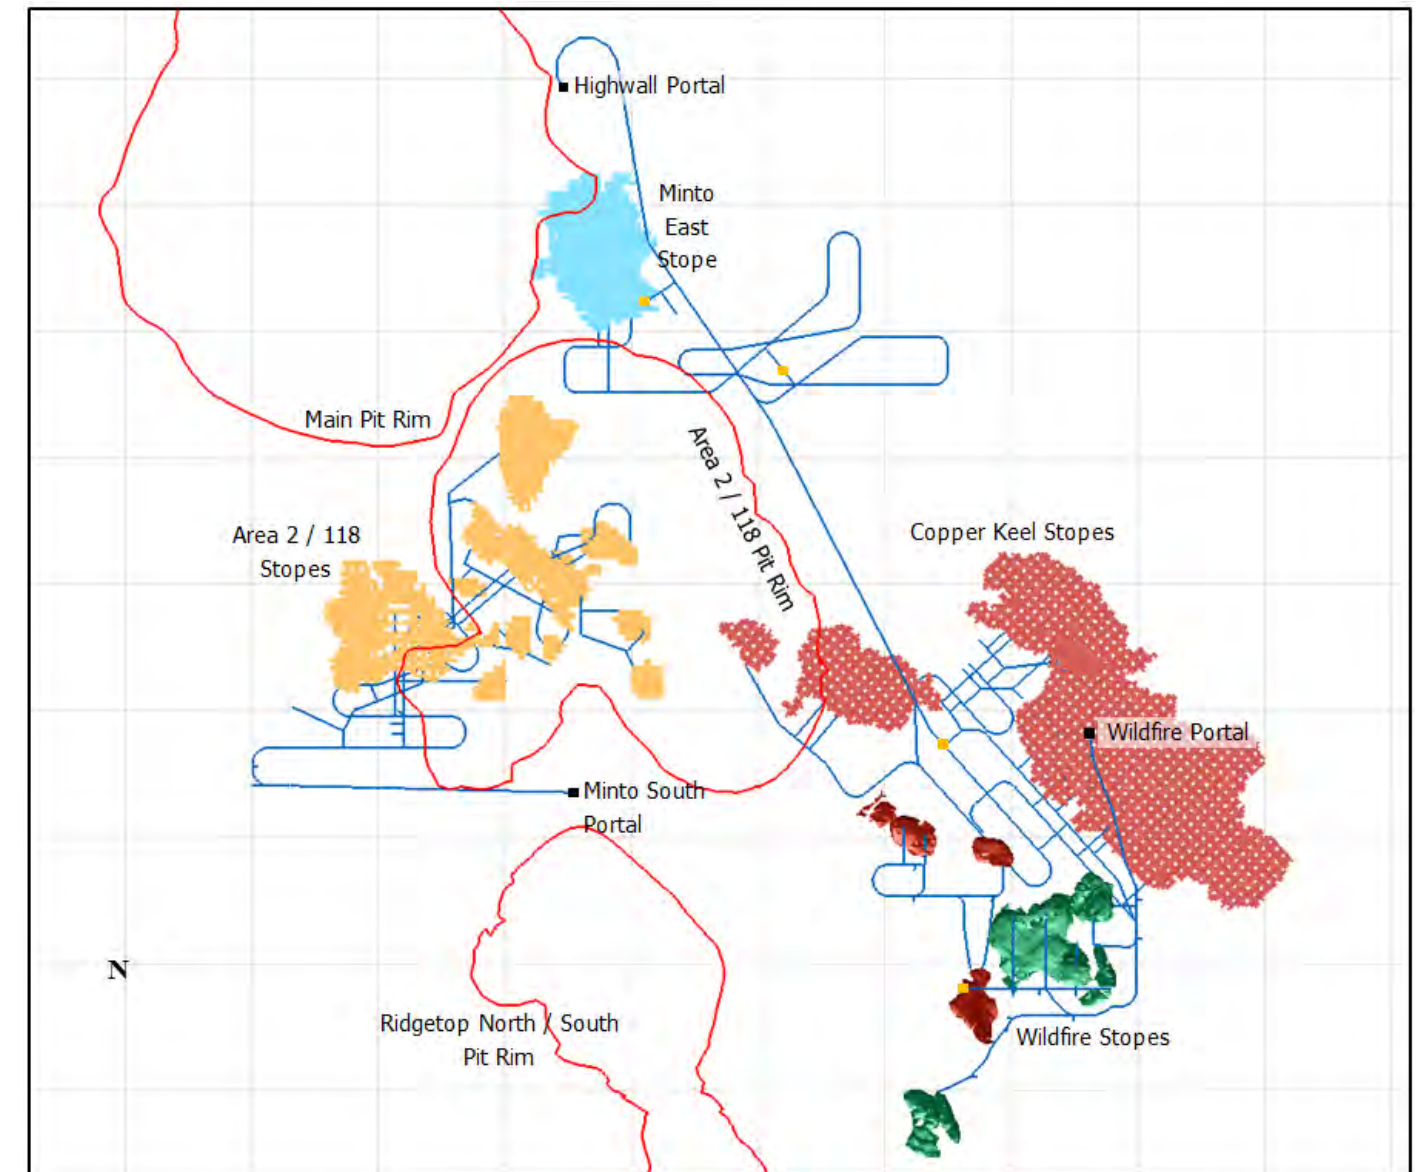 Highwall Portal
Minto
East
Stope
Main Pit Rim
Area 2 / 118 Pit Rim
Area 2 / 118
Stopes
Copper Keel Stopes
Wildfire Portal
Minto South
Portal
N
Ridgetop North / South
Pit Rim
Wildfire Stopes